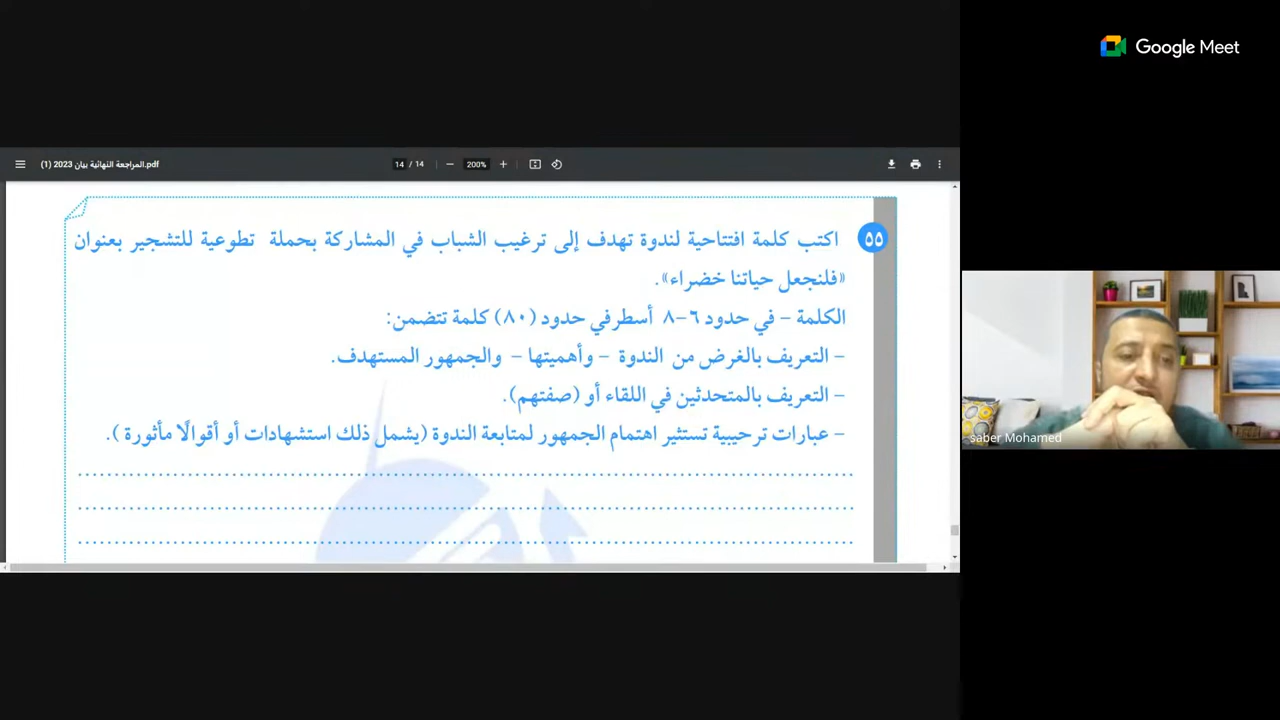 Google Meet
المراجعة النهائية بيان 2023 (1).pdf
14 / 14
200%
٥٥ اكتب كلمة افتتاحية لندوة تهدف إلى ترغيب الشباب في المشاركة بحملة تطوعية للتشجير بعنوان
«فلنجعل حياتنا خضراء».
الكلمة – في حدود ٦-٨ أسطرفي حدود (٨٠) كلمة تتضمن:
– التعريف بالغرض من الندوة – وأهميتها – والجمهور المستهدف.
– التعريف بالمتحدثين في اللقاء أو (صفتهم).
– عبارات ترحيبية تستثير اهتمام الجمهور لمتابعة الندوة (يشمل ذلك استشهادات أو أقوالًا مأثورة ).
saber Mohamed